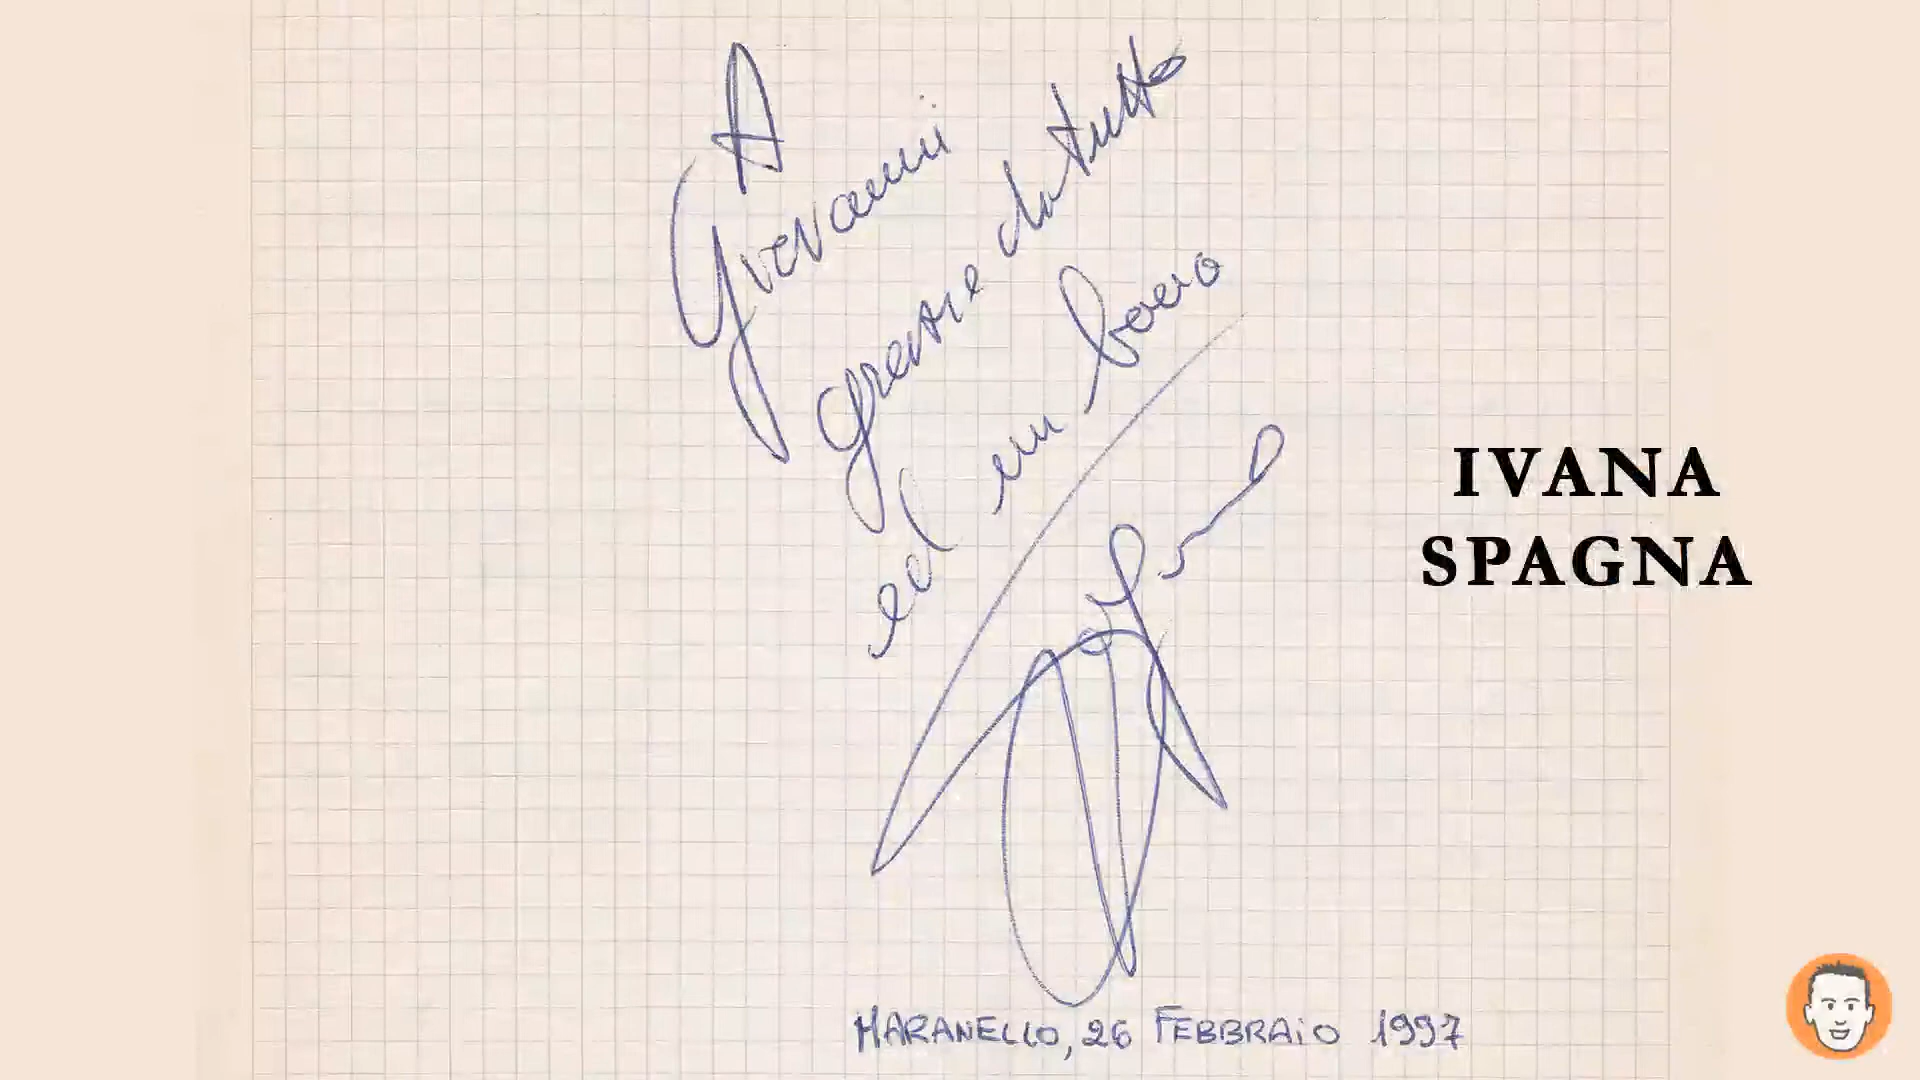 A
Giovanni
grazie di tutto
ed un bacio
IVANA
SPAGNA
MARANELLO, 26 FEBBRAIO 1997